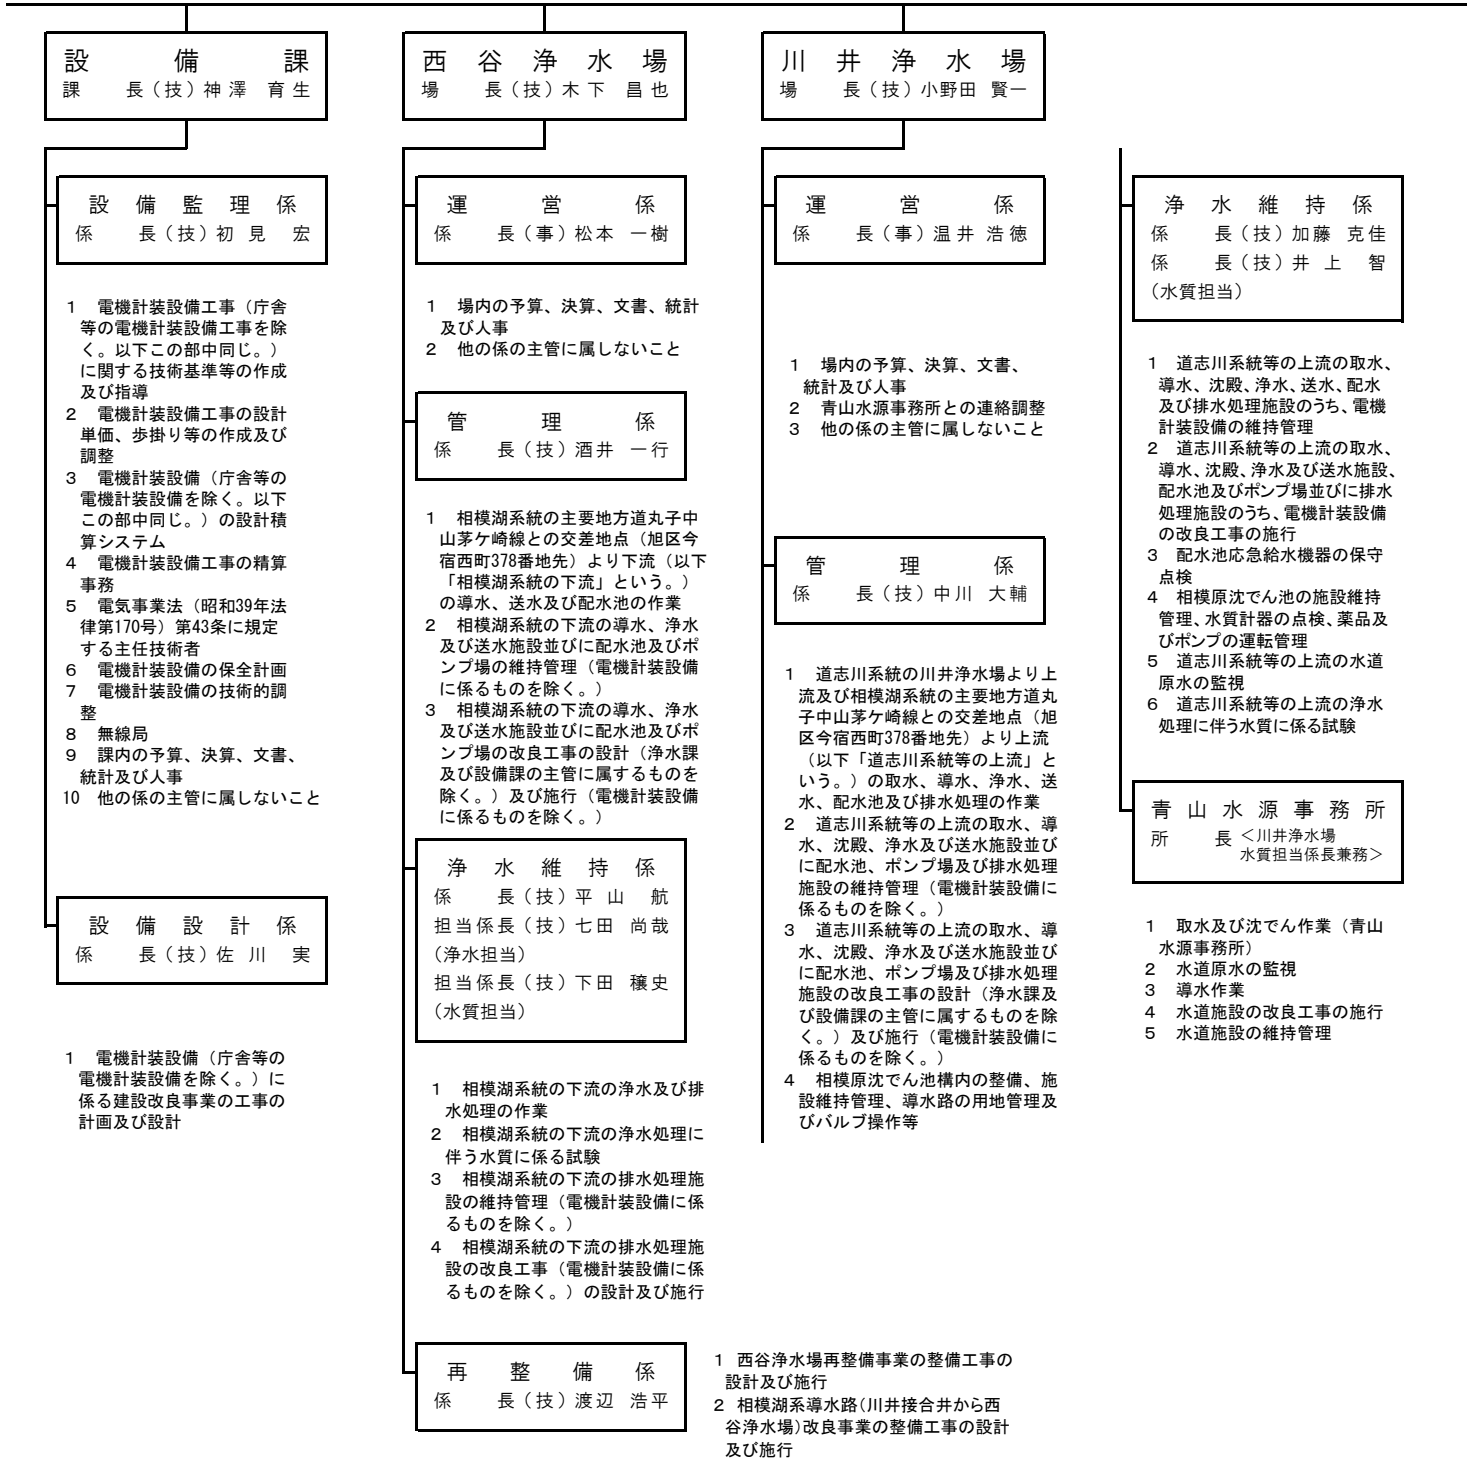 設備課
課長（技）神澤 育生
設備監理係
係長（技）初見 宏
１ 電機計装設備工事（庁舎
等の電機計装設備工事を除
く。以下この部中同じ。）
に関する技術基準等の作成
及び指導
２ 電機計装設備工事の設計
単価、歩掛り等の作成及び
調整
３ 電機計装設備（庁舎等の
電機計装設備を除く。以下
この部中同じ。）の設計積
算システム
４ 電機計装設備工事の精算
事務
５ 電気事業法（昭和39年法
律第170号）第43条に規定
する主任技術者
６ 電機計装設備の保全計画
７ 電機計装設備の技術的調
整
８ 無線局
９ 課内の予算、決算、文書、
統計及び人事
10 他の係の主管に属しないこと
設備設計係
係長（技）佐川 実
１ 電機計装設備（庁舎等の
電機計装設備を除く。）に
係る建設改良事業の工事の
計画及び設計
西谷浄水場
場長（技）木下 昌也
運営係
係長（事）松本 一樹
１ 場内の予算、決算、文書、統計
及び人事
２ 他の係の主管に属しないこと
管理係
係長（技）酒井 一行
１ 相模湖系統の主要地方道丸子中
山茅ケ崎線との交差地点（旭区今
宿西町378番地先）より下流（以下
「相模湖系統の下流」という。）
の導水、送水及び配水池の作業
２ 相模湖系統の下流の導水、浄水
及び送水施設並びに配水池及びポ
ンプ場の維持管理（電機計装設備
に係るものを除く。）
３ 相模湖系統の下流の導水、浄水
及び送水施設並びに配水池及びポ
ンプ場の改良工事の設計（浄水課
及び設備課の主管に属するものを
除く。）及び施行（電機計装設備
に係るものを除く。）
浄水維持係
係長（技）平山 航
担当係長（技）七田 尚哉
（浄水担当）
担当係長（技）下田 穣史
（水質担当）
１ 相模湖系統の下流の浄水及び排
水処理の作業
２ 相模湖系統の下流の浄水処理に
伴う水質に係る試験
３ 相模湖系統の下流の排水処理施
設の維持管理（電機計装設備に係
るものを除く。）
４ 相模湖系統の下流の排水処理施
設の改良工事（電機計装設備に係
るものを除く。）の設計及び施行
再整備係
係長（技）渡辺 浩平
１ 西谷浄水場再整備事業の整備工事の
設計及び施行
２ 相模湖系導水路（川井接合井から西
谷浄水場）改良事業の整備工事の設計
及び施行
川井浄水場
場長（技）小野田 賢一
運営係
係長（事）温井 浩徳
１ 場内の予算、決算、文書、
統計及び人事
２ 青山水源事務所との連絡調整
３ 他の係の主管に属しないこと
管理係
係長（技）中川 大輔
１ 道志川系統の川井浄水場より上
流及び相模湖系統の主要地方道丸
子中山茅ケ崎線との交差地点（旭
区今宿西町378番地先）より上流
（以下「道志川系統等の上流」と
いう。）の取水、導水、浄水、送
水、配水池及び排水処理の作業
２ 道志川系統等の上流の取水、導
水、沈殿、浄水及び送水施設並び
に配水池、ポンプ場及び排水処理
施設の維持管理（電機計装設備に
係るものを除く。）
３ 道志川系統等の上流の取水、導
水、沈殿、浄水及び送水施設並び
に配水池、ポンプ場及び排水処理
施設の改良工事の設計（浄水課及
び設備課の主管に属するものを除
く。）及び施行（電機計装設備に
係るものを除く。）
４ 相模原沈でん池構内の整備、施
設維持管理、導水路の用地管理及
びバルブ操作等
浄水維持係
係長（技）加藤 克佳
係長（技）井上 智
（水質担当）
１ 道志川系統等の上流の取水、
導水、沈殿、浄水、送水、配水
及び排水処理施設のうち、電機
計装設備の維持管理
２ 道志川系統等の上流の取水、
導水、沈殿、浄水及び送水施設、
配水池及びポンプ場並びに排水
処理施設のうち、電機計装設備
の改良工事の施行
３ 配水池応急給水機器の保守
点検
４ 相模原沈でん池の施設維持
管理、水質計器の点検、薬品及
びポンプの運転管理
５ 道志川系統等の上流の水道
原水の監視
６ 道志川系統等の上流の浄水
処理に伴う水質に係る試験
青山水源事務所
所長＜川井浄水場
水質担当係長兼務＞
１ 取水及び沈でん作業（青山
水源事務所）
２ 水道原水の監視
３ 導水作業
４ 水道施設の改良工事の施行
５ 水道施設の維持管理